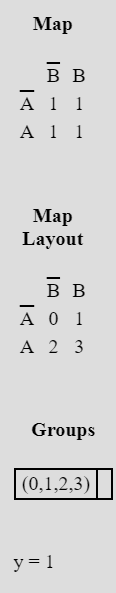 Map
B̅ B
A̅ 1 1
A 1 1
Map
Layout
B̅ B
A̅ 0 1
A 2 3
Groups
(0,1,2,3)
y = 1